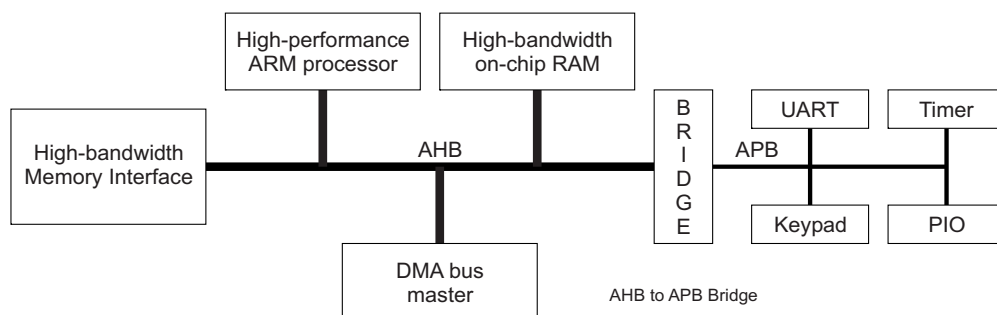 High-performance
ARM processor
High-bandwidth
on-chip RAM
High-bandwidth
Memory Interface
AHB
B
R
I
D
G
E
APB
UART
Timer
Keypad
PIO
DMA bus
master
AHB to APB Bridge